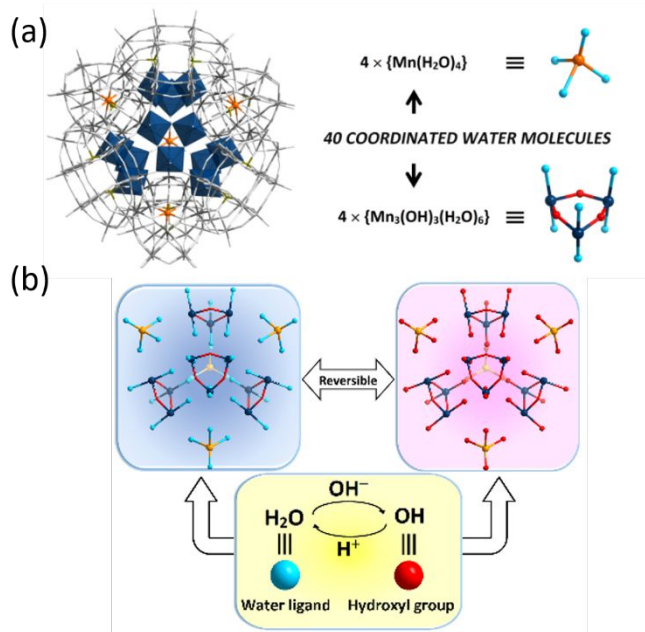 (a)
4 × {Mn(H₂O)₄} ≡
40 COORDINATED WATER MOLECULES
4 × {Mn₃(OH)₃(H₂O)₆} ≡
(b)
Reversible
OH⁻
H₂O OH
H⁺
Water ligand Hydroxyl group